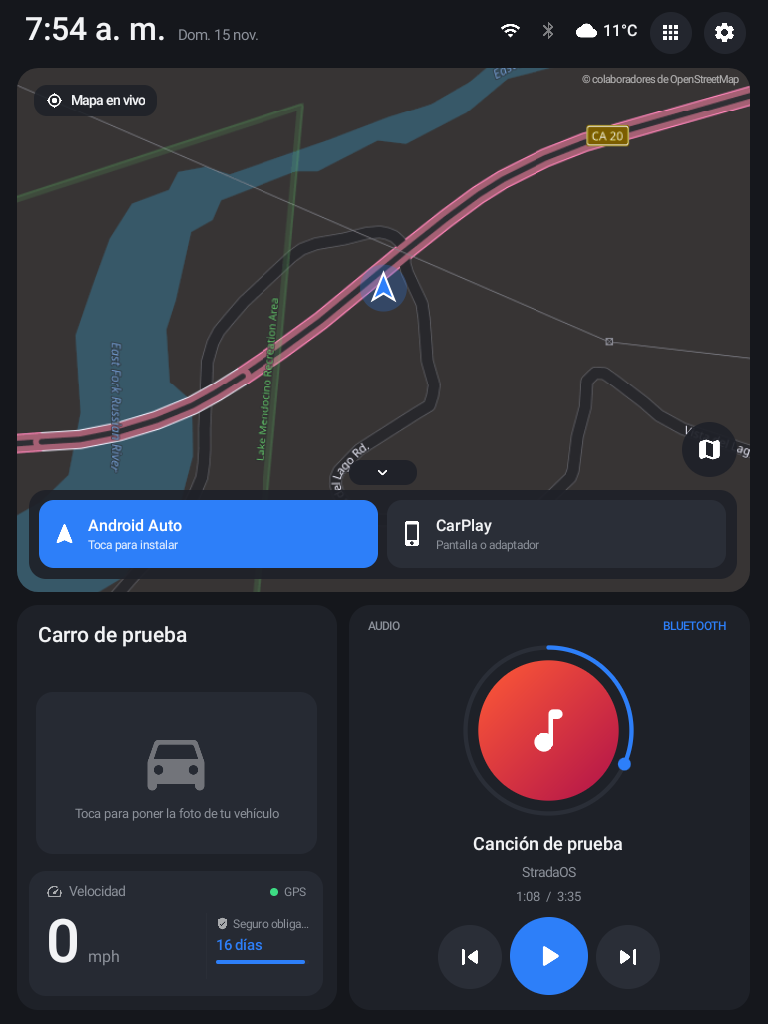 7:54 a. m.
Dom. 15 nov.
11°C
Mapa en vivo
© colaboradores de OpenStreetMap
CA 20
East Fork Russian River
Lake Mendocino Recreation Area
el Lago Rd.
Android Auto
Toca para instalar
CarPlay
Pantalla o adaptador
Carro de prueba
Toca para poner la foto de tu vehículo
Velocidad
GPS
0 mph
Seguro obliga...
16 días
AUDIO
BLUETOOTH
Canción de prueba
StradaOS
1:08 / 3:35